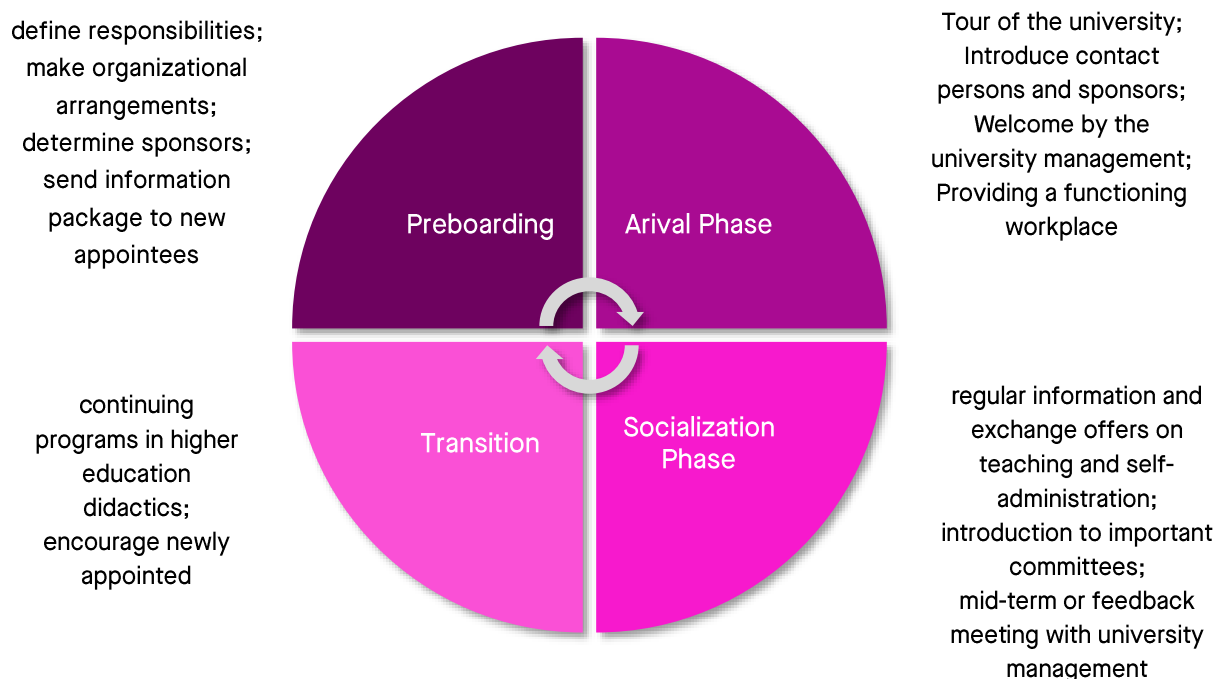 define responsibilities;
make organizational
arrangements;
determine sponsors;
send information
package to new
appointees
Preboarding
Arival Phase
Tour of the university;
Introduce contact
persons and sponsors;
Welcome by the
university management;
Providing a functioning
workplace
continuing
programs in higher
education
didactics;
encourage newly
appointed
Transition
Socialization
Phase
regular information and
exchange offers on
teaching and self-
administration;
introduction to important
committees;
mid-term or feedback
meeting with university
management